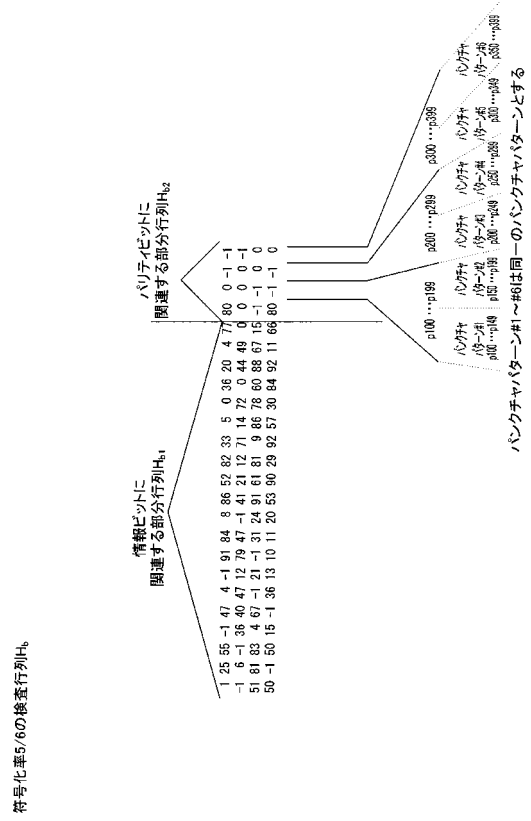 符号化率5/6の検査行列H_b
情報ビットに
関連する部分行列H_b1
パリティビットに
関連する部分行列H_b2
1 25 55 -1 47 4 -1 91 84 8 86 52 82 33 5 0 36 20 4 77 80 0 -1 -1
-1 6 -1 36 40 47 12 79 47 -1 41 21 12 71 14 72 0 44 49 0 0 0 0 -1
51 81 83 4 67 -1 21 -1 31 24 91 61 81 9 86 78 60 88 67 15 -1 -1 0 0
50 -1 50 15 -1 36 13 10 11 20 53 90 29 92 57 30 84 92 11 66 80 -1 -1 0
p100 …p199 p200 …p299 p300 …p399
パンクチャ パンクチャ パンクチャ パンクチャ パンクチャ パンクチャ
パターン#1 パターン#2 パターン#3 パターン#4 パターン#5 パターン#6
p100 …p149 p150 …p199 p200 …p249 p250 …p299 p300 …p349 p350 …p399
パンクチャパターン#1～#6は同一のパンクチャパターンとする